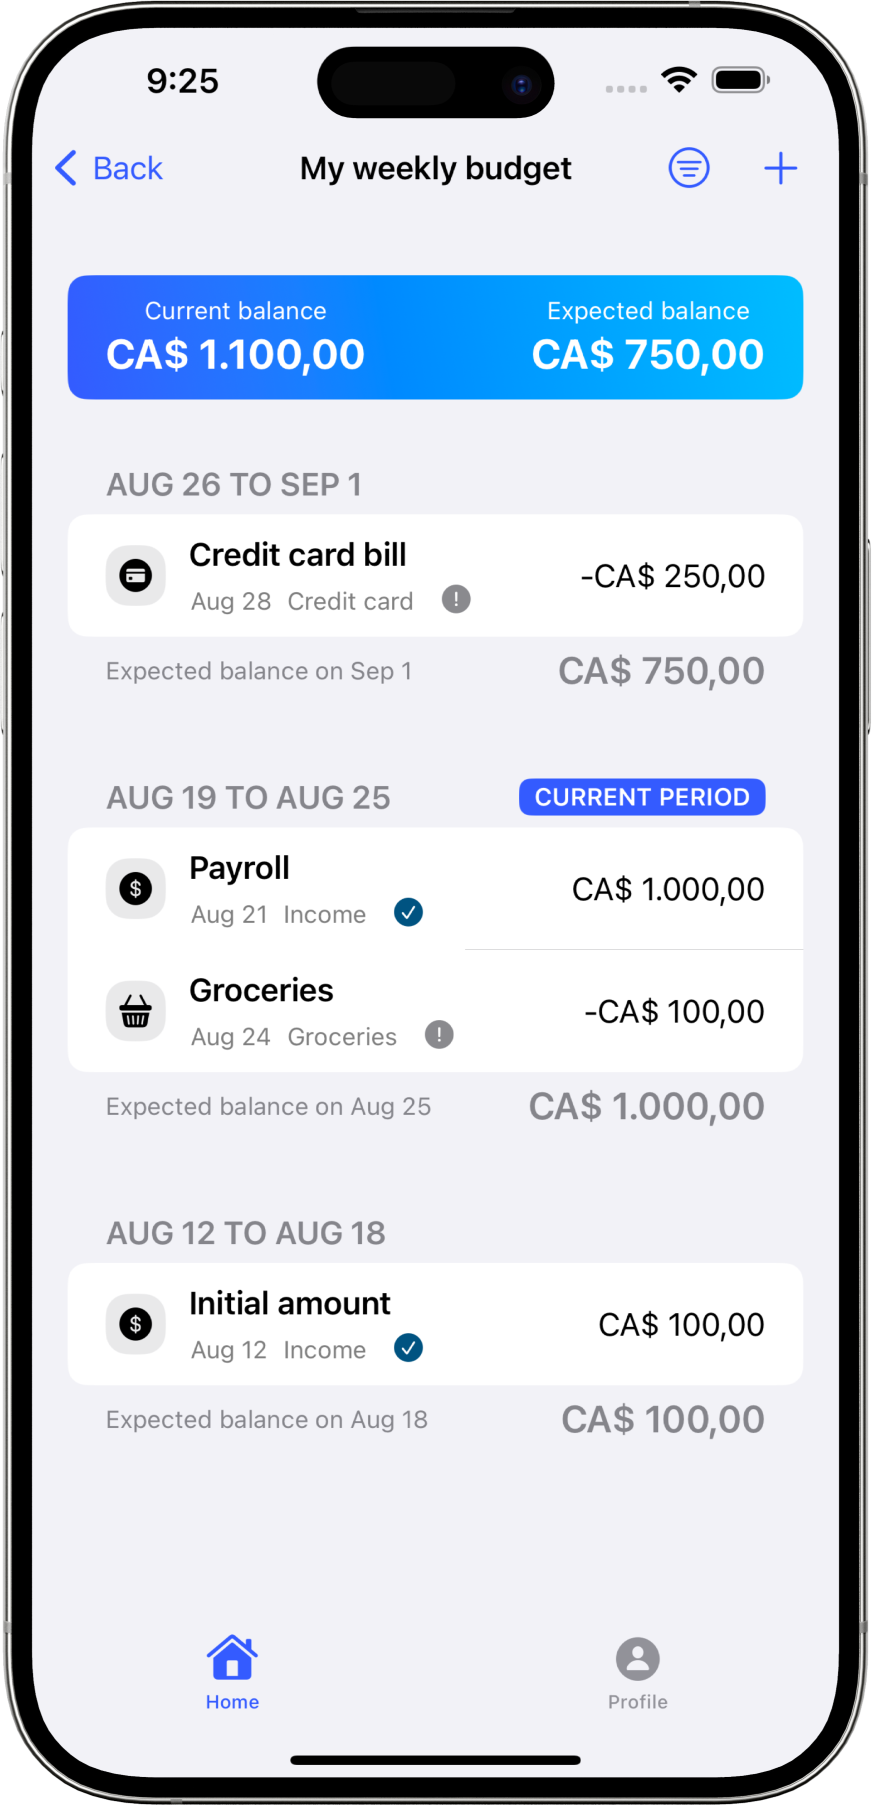 9:25
Back
My weekly budget
Current balance
Expected balance
CA$ 1.100,00
CA$ 750,00
AUG 26 TO SEP 1
Credit card bill
Aug 28 Credit card !
-CA$ 250,00
Expected balance on Sep 1
CA$ 750,00
AUG 19 TO AUG 25
CURRENT PERIOD
Payroll
$
Aug 21 Income
CA$ 1.000,00
Groceries
Aug 24 Groceries !
-CA$ 100,00
Expected balance on Aug 25
CA$ 1.000,00
AUG 12 TO AUG 18
Initial amount
$
Aug 12 Income
CA$ 100,00
Expected balance on Aug 18
CA$ 100,00
Home
Profile